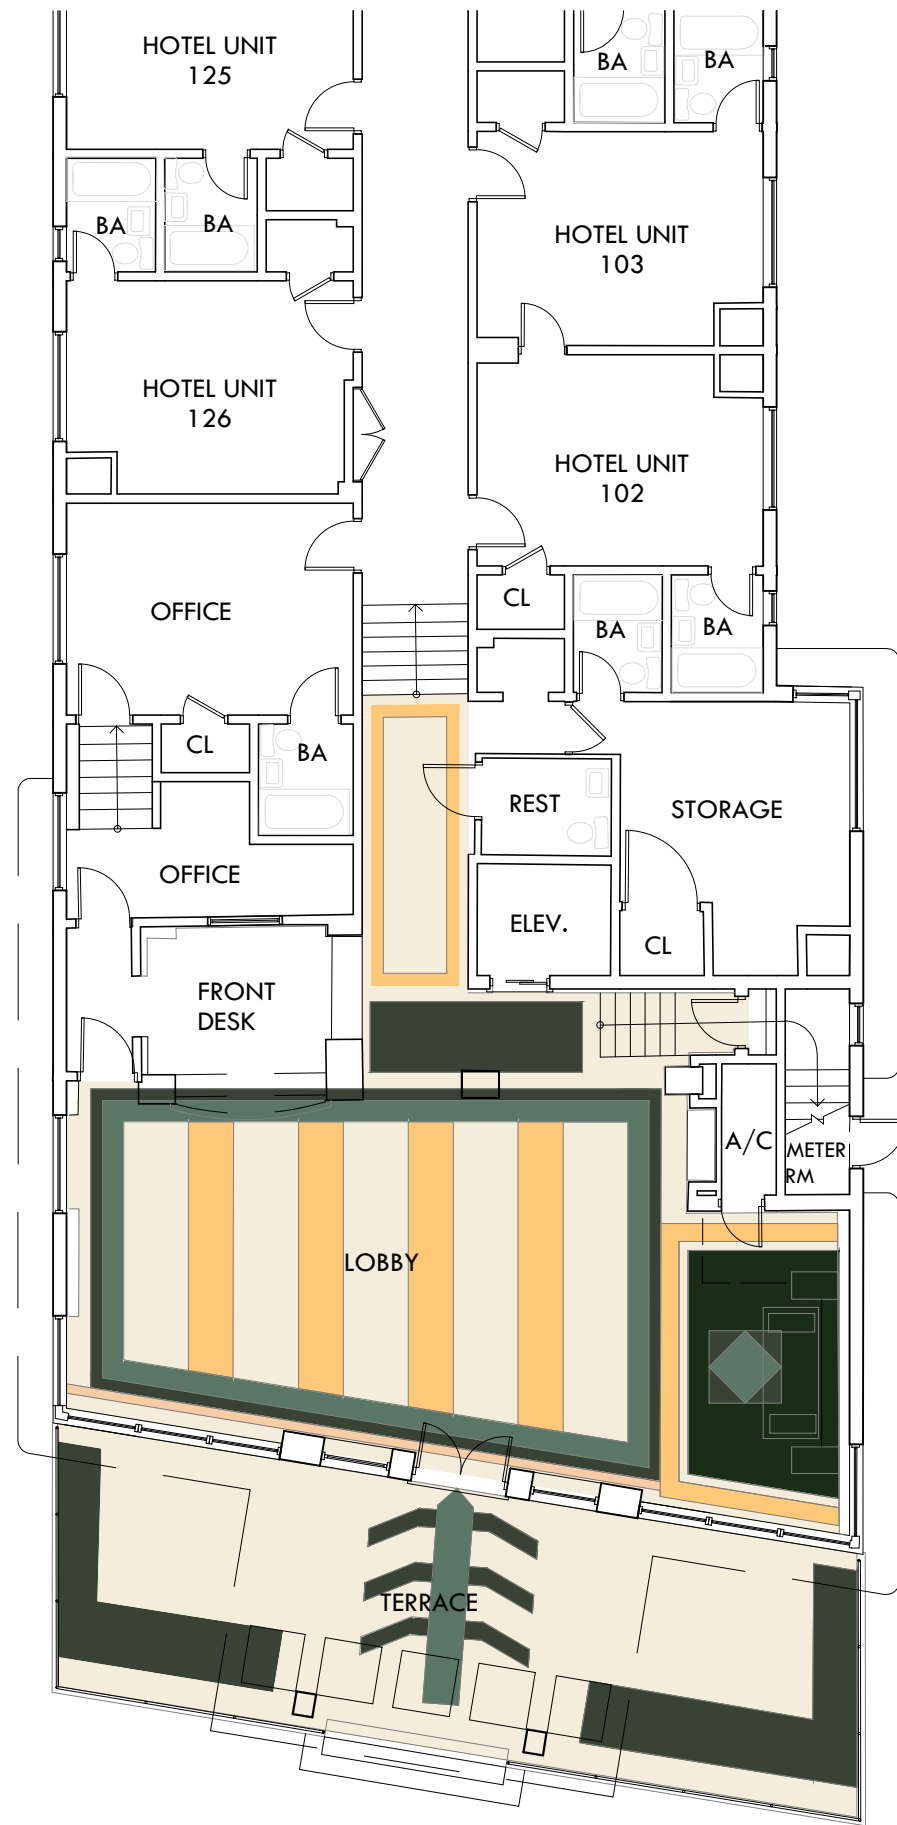 HOTEL UNIT
125
BA
BA
BA
BA
HOTEL UNIT
103
HOTEL UNIT
126
HOTEL UNIT
102
OFFICE
CL
BA
BA
CL
BA
REST
STORAGE
OFFICE
ELEV.
CL
FRONT
DESK
A/C
METER
RM
LOBBY
TERRACE